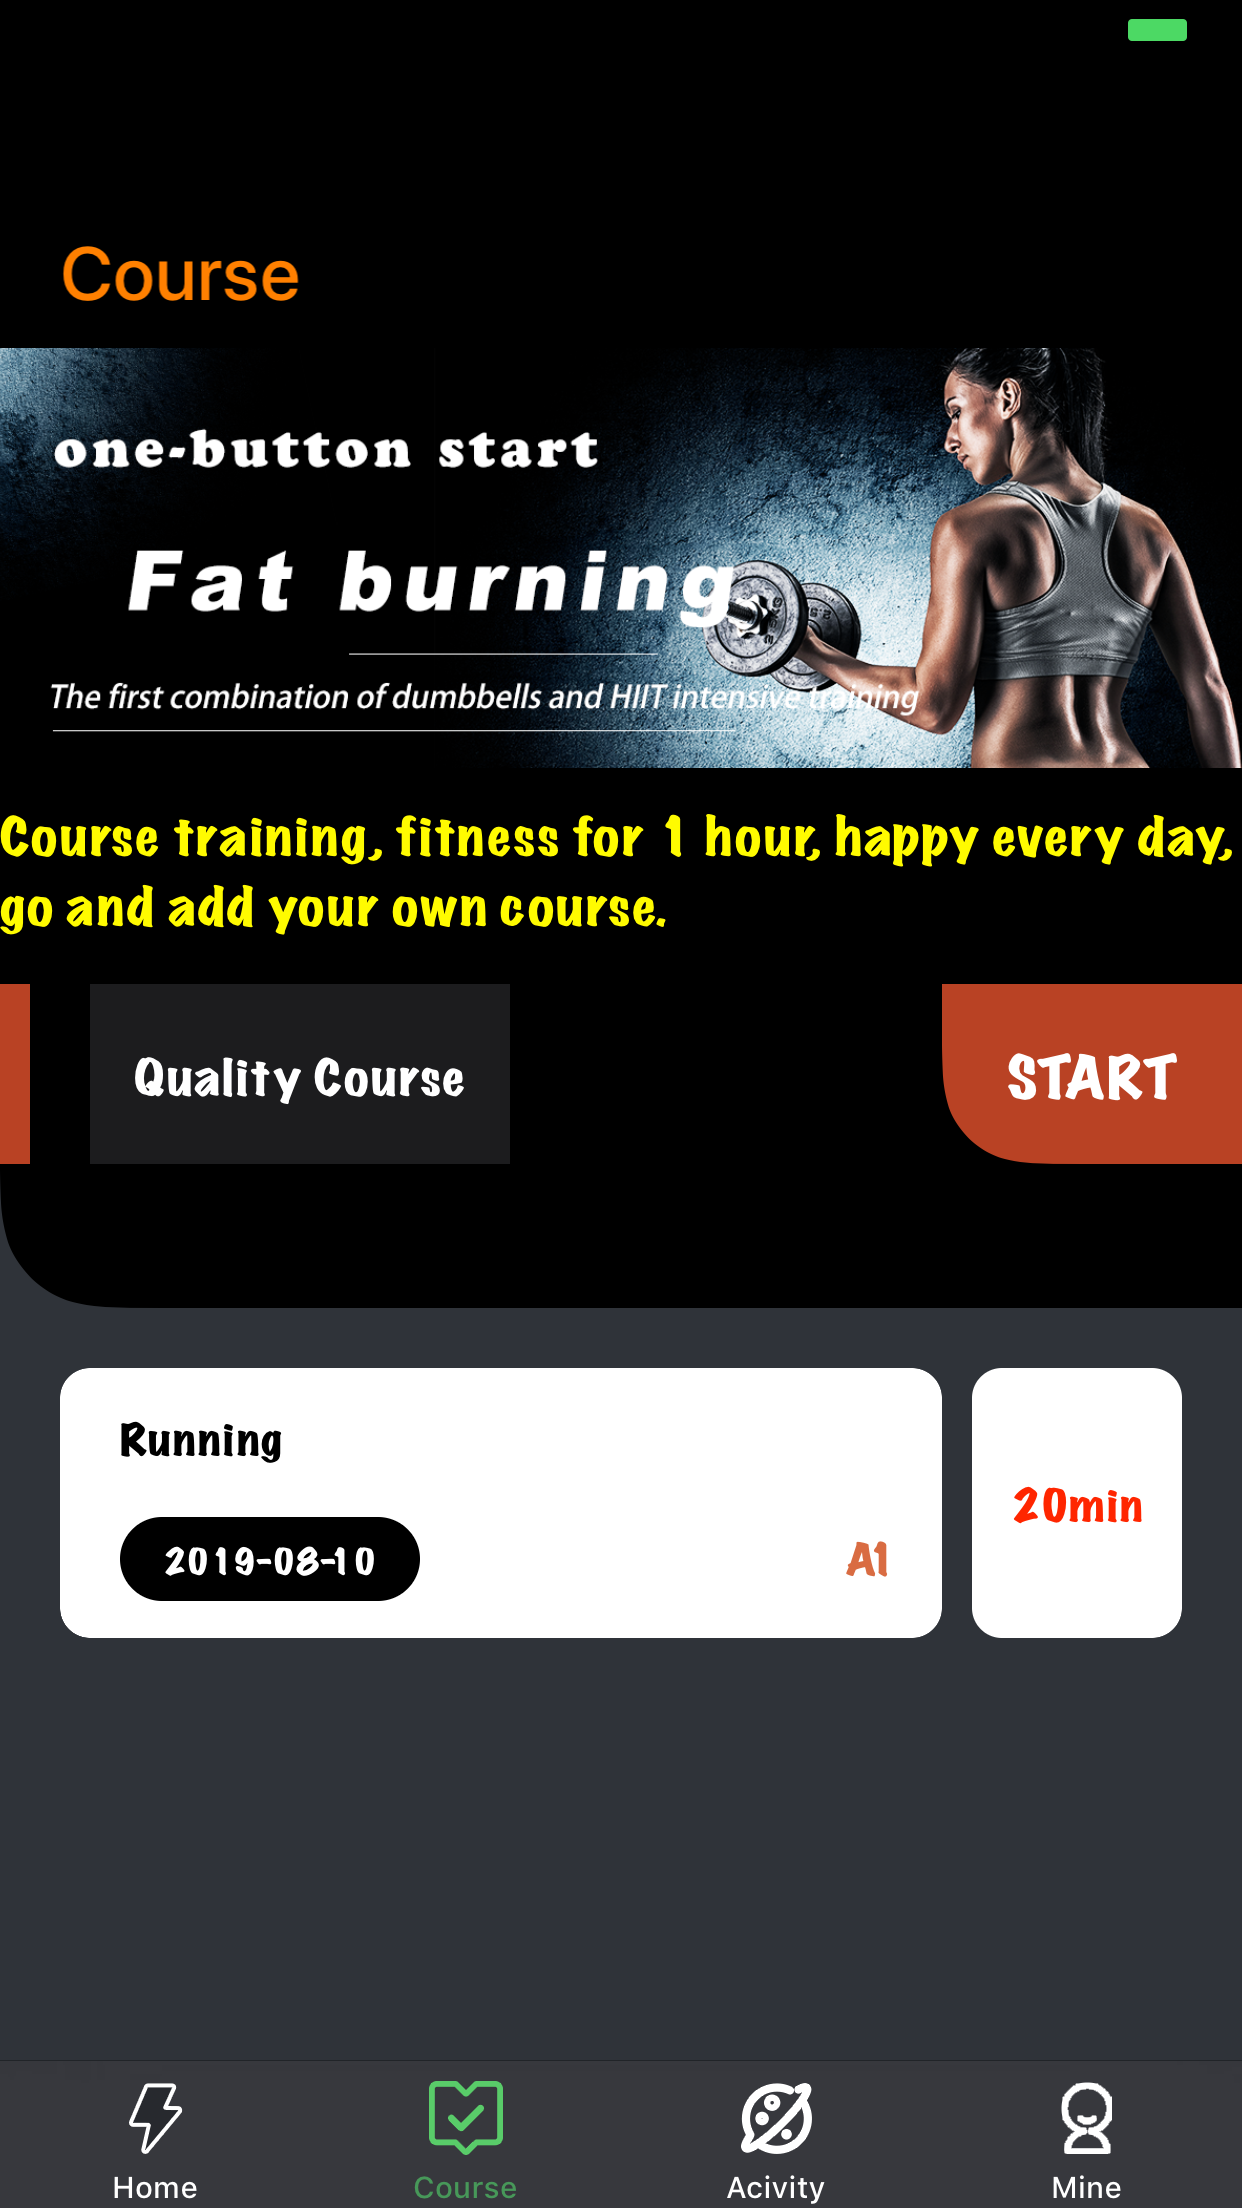 Course
one-button start
Fat burning
The first combination of dumbbells and HIIT intensive training
Course training, fitness for 1 hour, happy every day,
go and add your own course.
Quality Course
START
Running
20min
2019-08-10
A1
Home
Course
Acivity
Mine